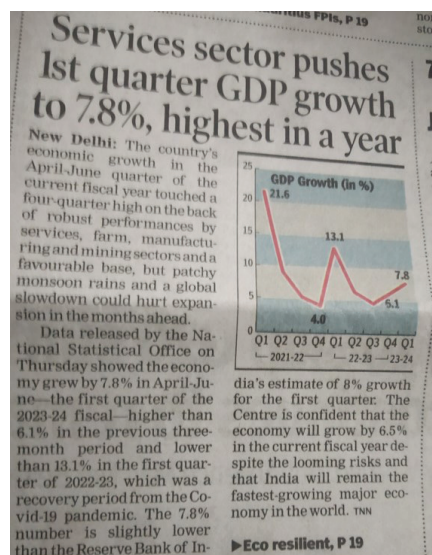 FPIs, P 19
Services sector pushes
1st quarter GDP growth
to 7.8%, highest in a year
New Delhi: The country's
economic growth in the
April-June quarter of the
current fiscal year touched a
four-quarter high on the back
of robust performances by
services, farm, manufactu-
ring and mining sectors and a
favourable base, but patchy
monsoon rains and a global
slowdown could hurt expan-
sion in the months ahead.
Data released by the Na-
tional Statistical Office on
Thursday showed the econo-
my grew by 7.8% in April-Ju-
ne—the first quarter of the
2023-24 fiscal—higher than
6.1% in the previous three-
month period and lower
than 13.1% in the first quar-
ter of 2022-23, which was a
recovery period from the Co-
vid-19 pandemic. The 7.8%
number is slightly lower
than the Reserve Bank of In-
GDP Growth (in %)
25
20
15
10
5
0
21.6
4.0
13.1
6.1
7.8
Q1 Q2 Q3 Q4 Q1 Q2 Q3 Q4 Q1
2021-22 22-23 23-24
dia's estimate of 8% growth
for the first quarter. The
Centre is confident that the
economy will grow by 6.5%
in the current fiscal year de-
spite the looming risks and
that India will remain the
fastest-growing major eco-
nomy in the world. TNN
▶Eco resilient, P 19